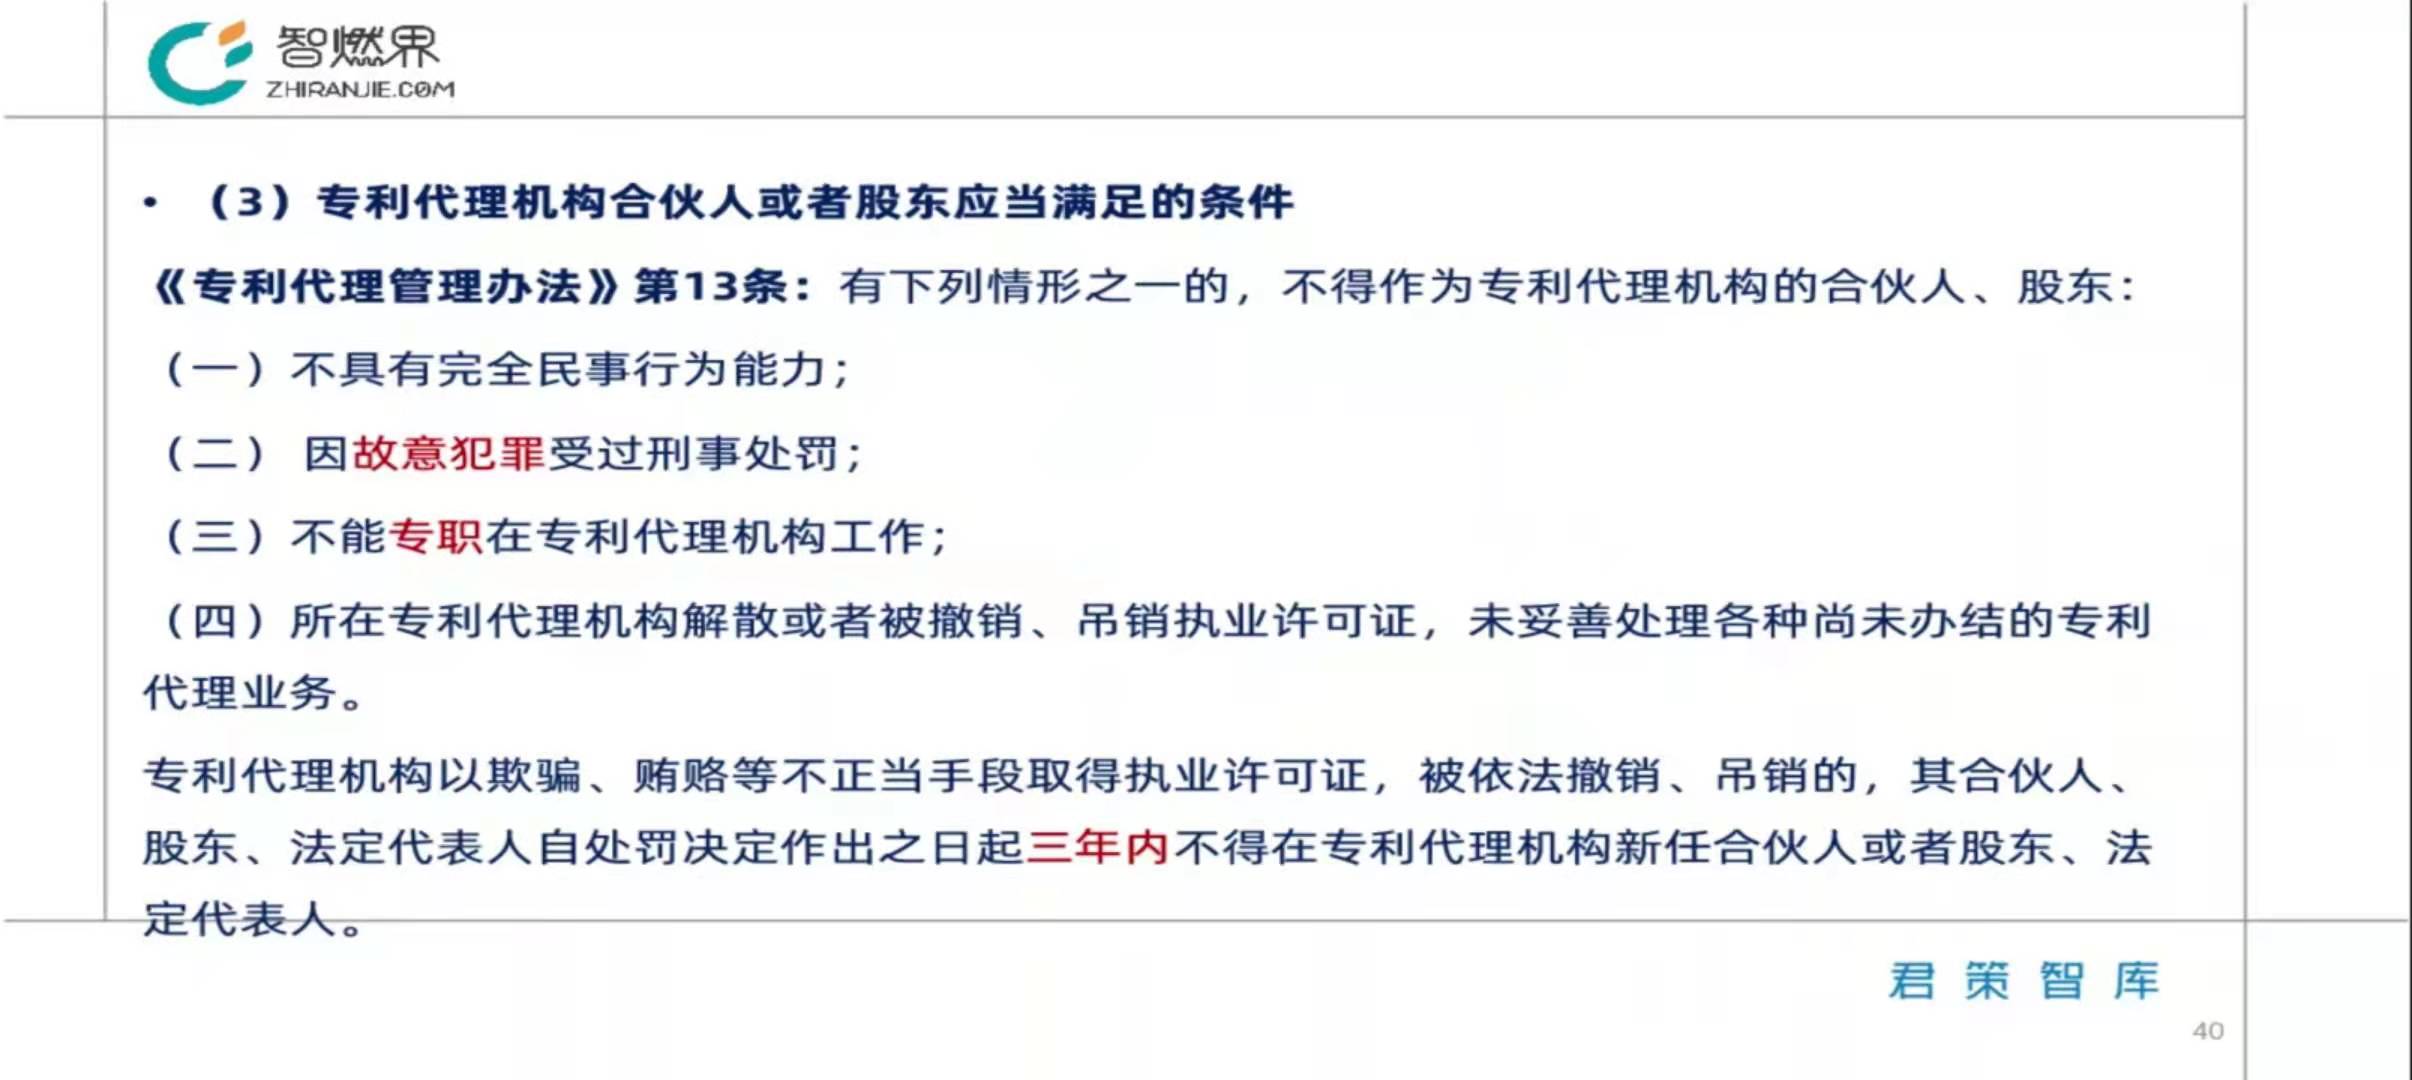 智燃界
ZHIRANJIE.COM
• （3）专利代理机构合伙人或者股东应当满足的条件
《专利代理管理办法》第13条：有下列情形之一的，不得作为专利代理机构的合伙人、股东：
（一）不具有完全民事行为能力；
（二） 因故意犯罪受过刑事处罚；
（三）不能专职在专利代理机构工作；
（四）所在专利代理机构解散或者被撤销、吊销执业许可证，未妥善处理各种尚未办结的专利
代理业务。
专利代理机构以欺骗、贿赂等不正当手段取得执业许可证，被依法撤销、吊销的，其合伙人、
股东、法定代表人自处罚决定作出之日起三年内不得在专利代理机构新任合伙人或者股东、法
定代表人。
君策智库
40